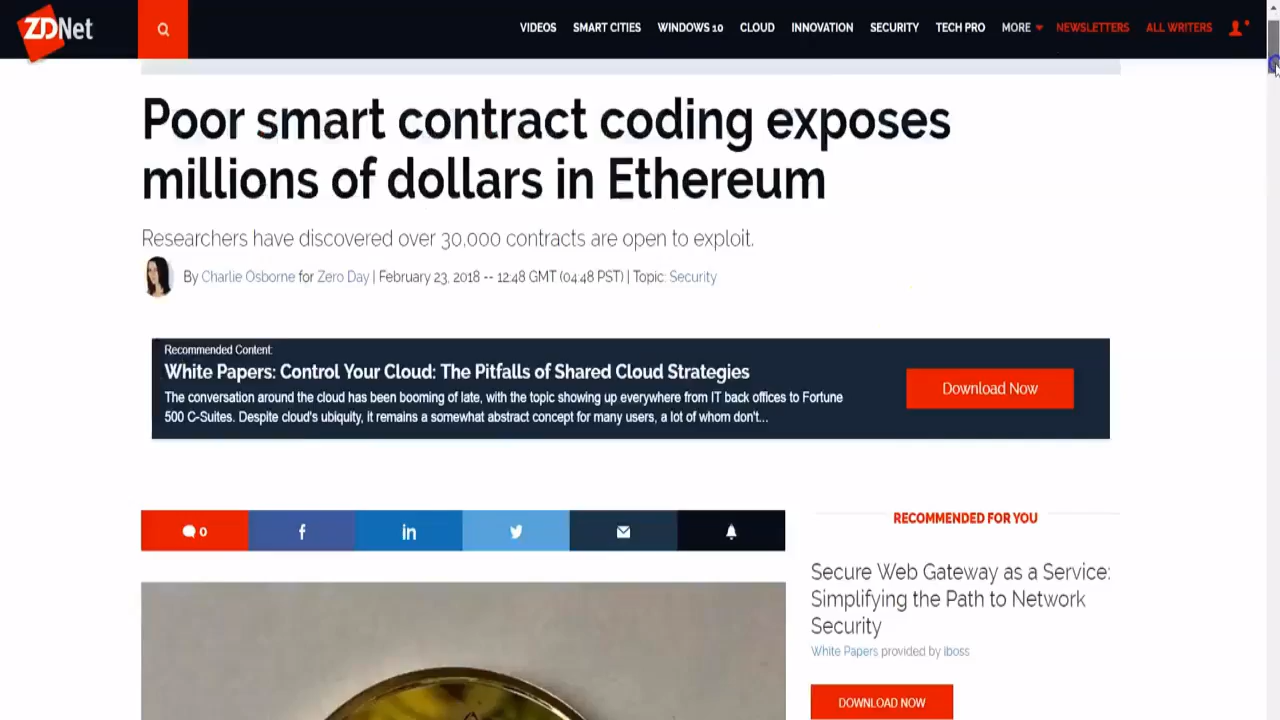 ZDNet
VIDEOS SMART CITIES WINDOWS 10 CLOUD INNOVATION SECURITY TECH PRO MORE NEWSLETTERS ALL WRITERS
Poor smart contract coding exposes
millions of dollars in Ethereum
Researchers have discovered over 30,000 contracts are open to exploit.
By Charlie Osborne for Zero Day | February 23, 2018 -- 12:48 GMT (04:48 PST) | Topic: Security
Recommended Content:
White Papers: Control Your Cloud: The Pitfalls of Shared Cloud Strategies
The conversation around the cloud has been booming of late, with the topic showing up everywhere from IT back offices to Fortune
500 C-Suites. Despite cloud's ubiquity, it remains a somewhat abstract concept for many users, a lot of whom don't...
Download Now
0
RECOMMENDED FOR YOU
Secure Web Gateway as a Service:
Simplifying the Path to Network
Security
White Papers provided by iboss
DOWNLOAD NOW